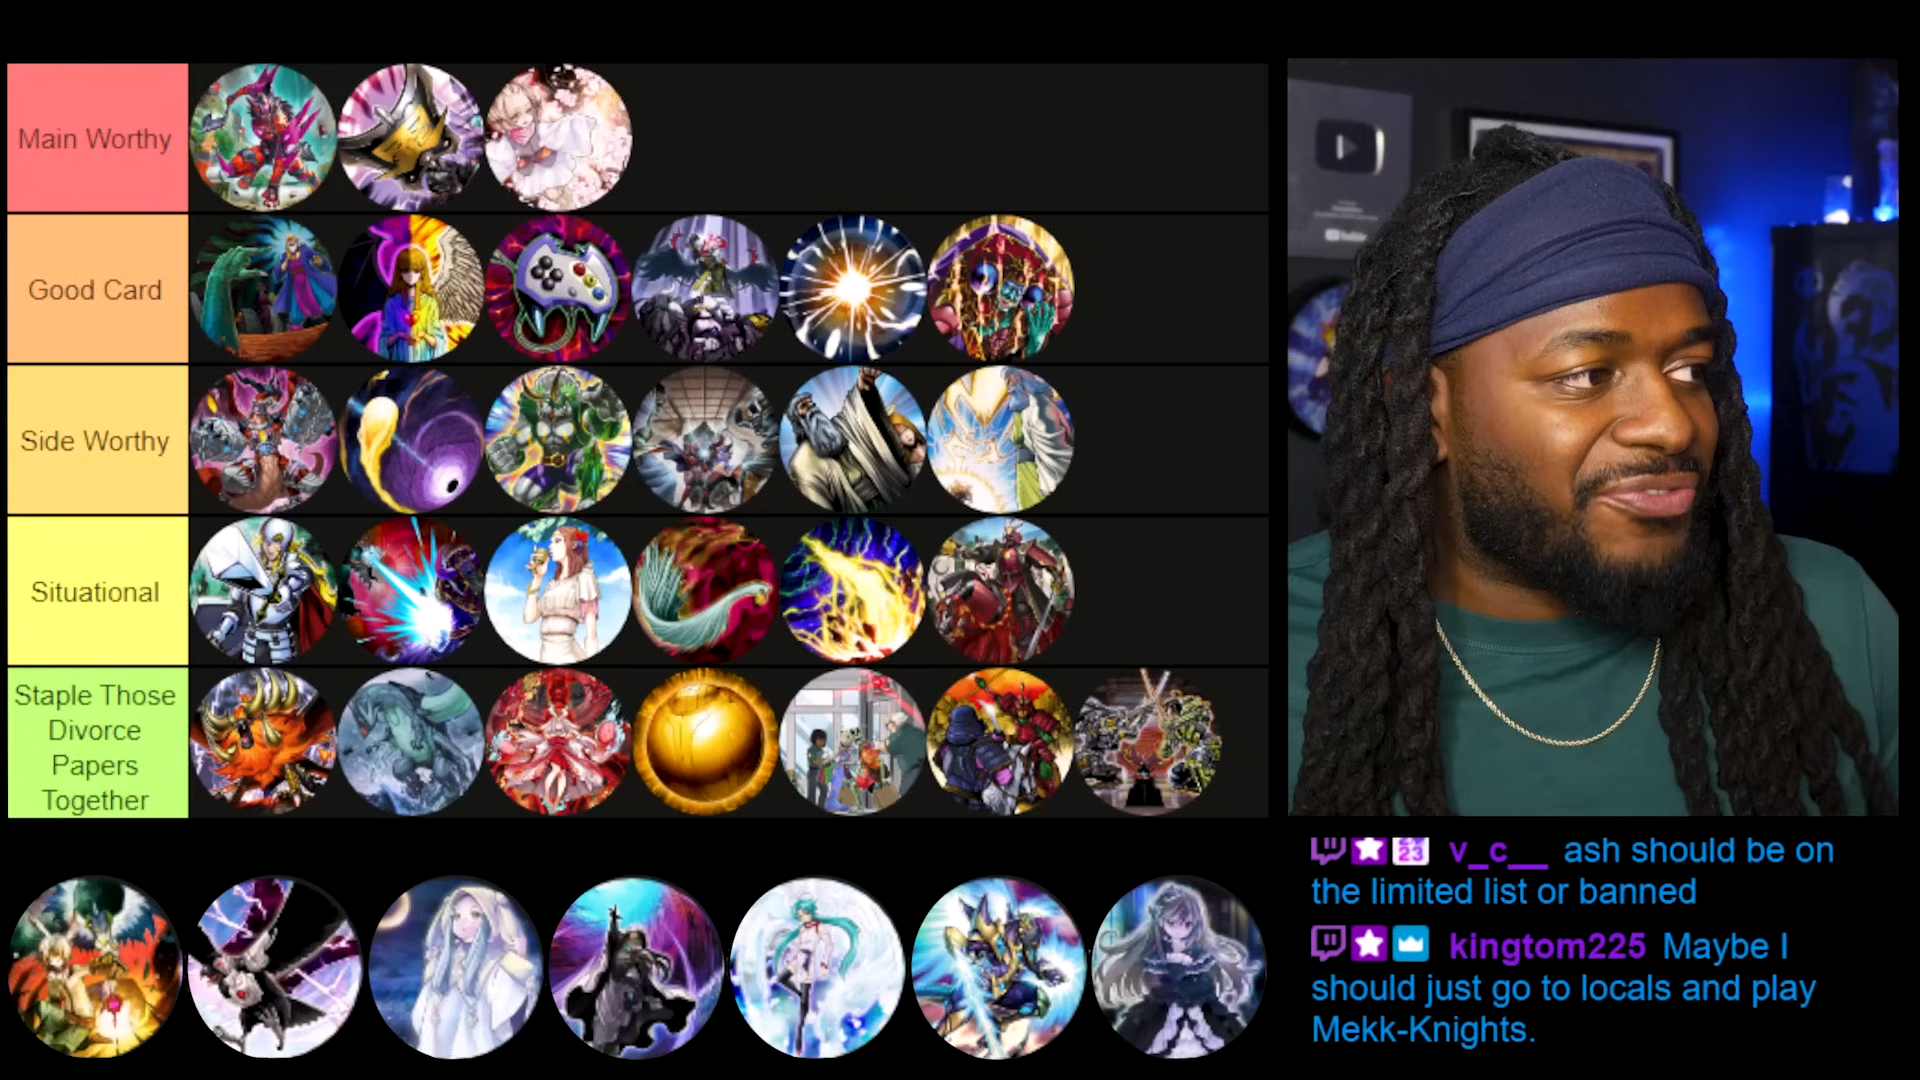 Main Worthy
Good Card
Side Worthy
Situational
Staple Those
Divorce
Papers
Together
v_c__ ash should be on
the limited list or banned
kingtom225 Maybe I
should just go to locals and play
Mekk-Knights.